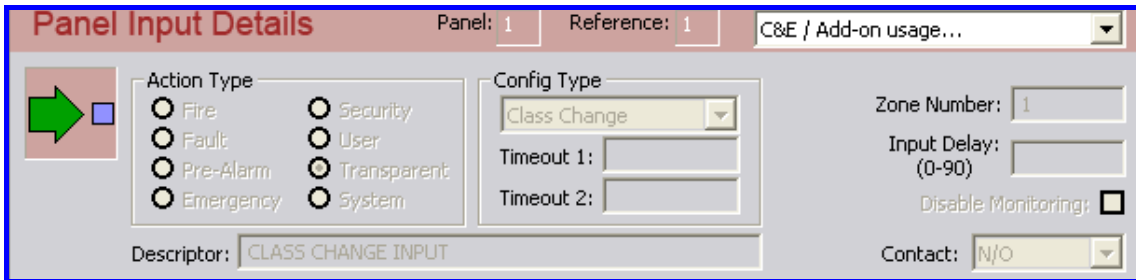 Panel Input Details Panel: 1 Reference: 1 C&E / Add-on usage...
Action Type
Fire Security
Fault User
Pre-Alarm Transparent
Emergency System
Config Type
Class Change
Timeout 1:
Timeout 2:
Zone Number: 1
Input Delay:
(0-90)
Disable Monitoring:
Descriptor: CLASS CHANGE INPUT
Contact: N/O